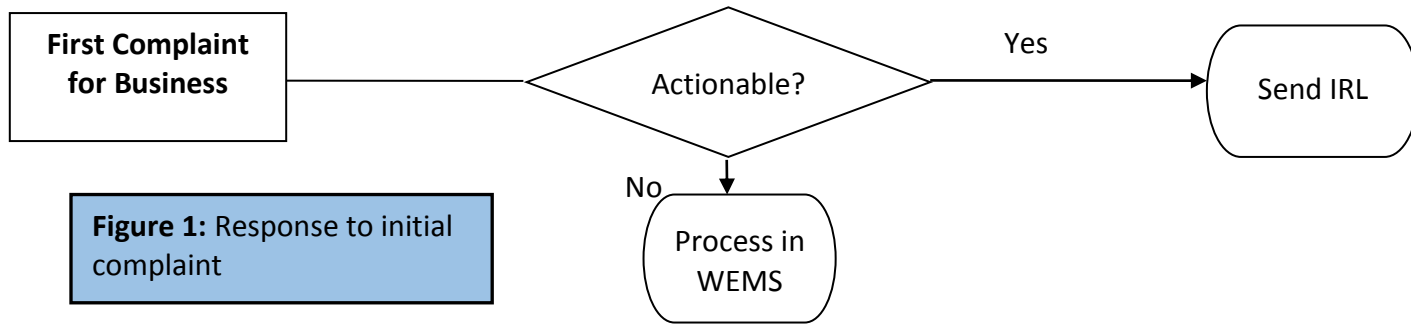 First Complaint
for Business
Actionable?
Yes
Send IRL
No
Process in
WEMS
Figure 1: Response to initial
complaint